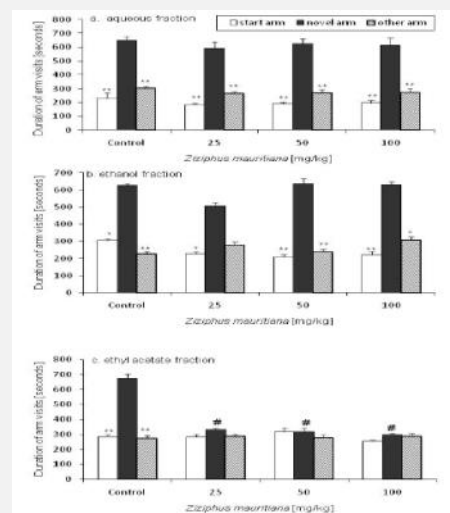 start arm novel arm other arm
a. aqueous fraction
Duration of arm visits [seconds]
800
700
600
500
400
300
200
100
0
** ** ** ** ** ** ** **
Control 25 50 100
Ziziphus mauritiana [mg/kg]
b. ethanol fraction
Duration of arm visits [seconds]
700
600
500
400
300
200
100
0
* ** * ** ** ** *
Control 25 50 100
Ziziphus mauritiana [mg/kg]
c. ethyl acetate fraction
Duration of arm visits [seconds]
800
700
600
500
400
300
200
100
0
** ** # # #
Control 25 50 100
Ziziphus mauritiana [mg/kg]